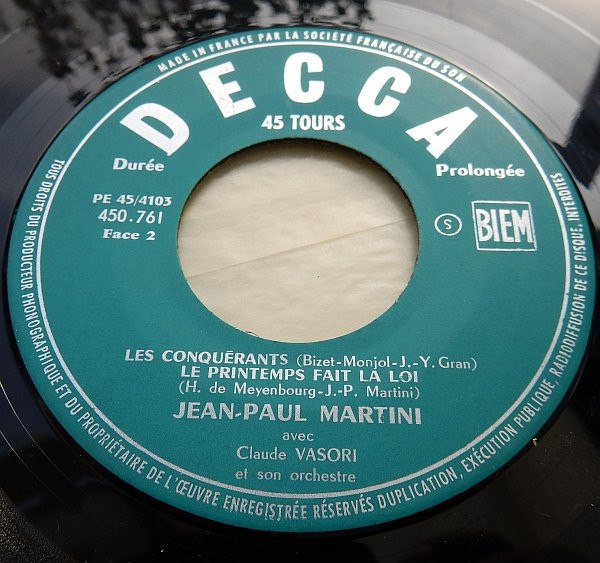 MADE IN FRANCE PAR LA SOCIÉTÉ FRANÇAISE DU SON
DECCA
45 TOURS
Durée
Prolongée
PE 45/4103
450.761
Face 2
S
BIEM
LES CONQUÉRANTS (Bizet-Monjol-J.-Y. Gran)
LE PRINTEMPS FAIT LA LOI
(H. de Meyenbourg-J.-P. Martini)
JEAN-PAUL MARTINI
avec
Claude VASORI
et son orchestre
TOUS DROITS DU PRODUCTEUR PHONOGRAPHIQUE ET DU PROPRIÉTAIRE DE L'ŒUVRE ENREGISTRÉE RÉSERVÉS DUPLICATION, EXÉCUTION PUBLIQUE, RADIODIFFUSION DE CE DISQUE, INTERDITES